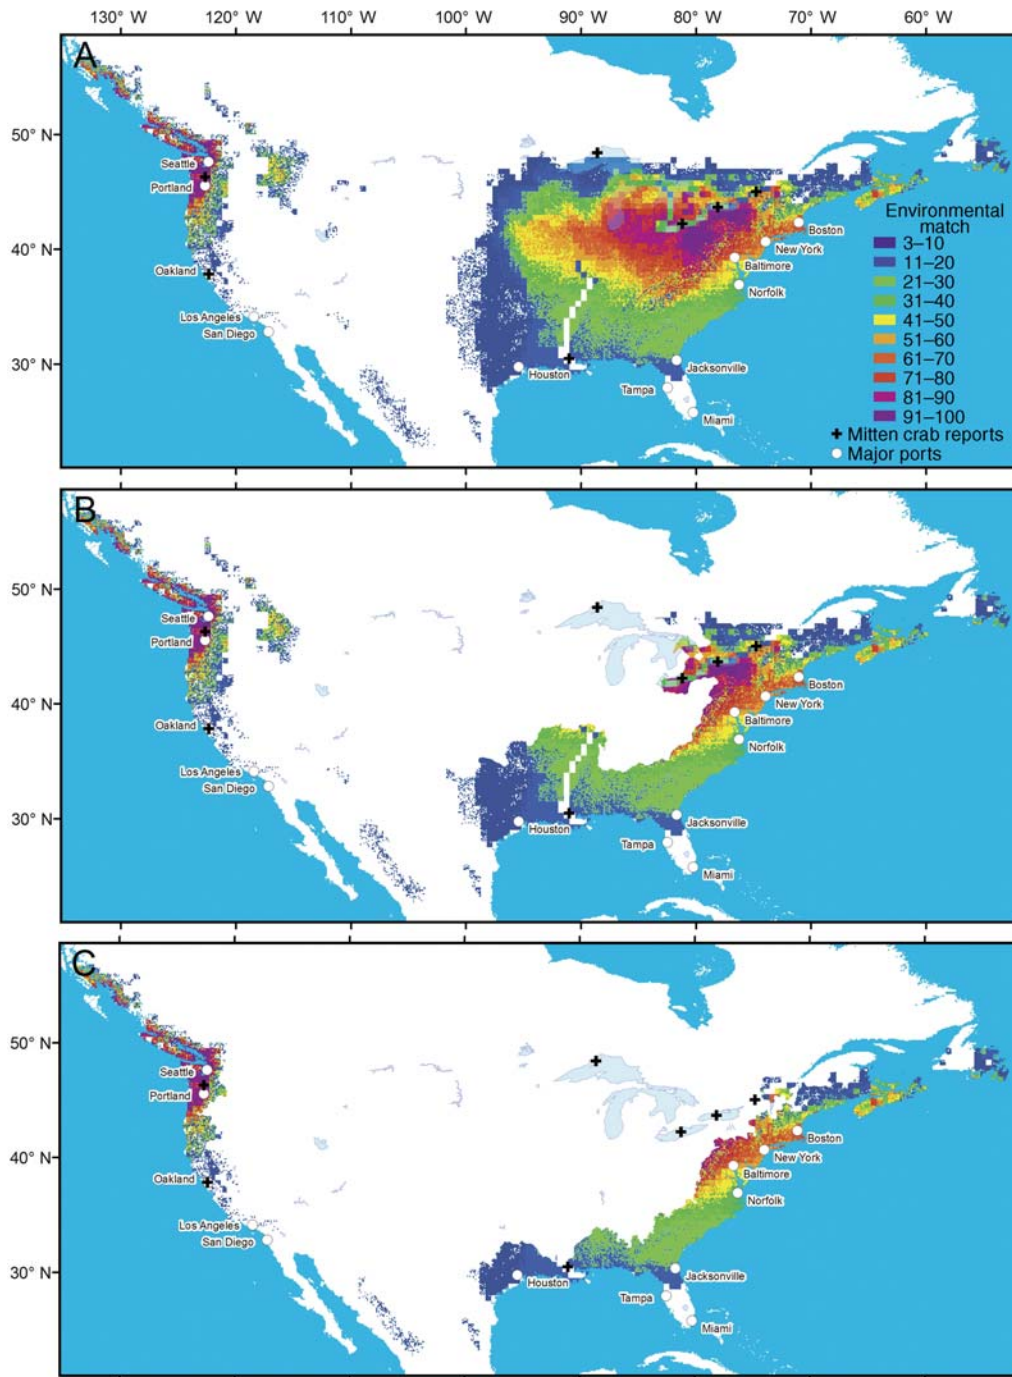 130° W 120° W 110° W 100° W 90° W 80° W 70° W 60° W
A
50° N
Seattle
Portland
40° N
Oakland
Los Angeles
San Diego
30° N
Houston
Tampa
Miami
Jacksonville
Norfolk
Baltimore
New York
Boston
Environmental
match
3–10
11–20
21–30
31–40
41–50
51–60
61–70
71–80
81–90
91–100
Mitten crab reports
Major ports
B
50° N
Seattle
Portland
40° N
Oakland
Los Angeles
San Diego
30° N
Houston
Tampa
Miami
Jacksonville
Norfolk
Baltimore
New York
Boston
C
50° N
Seattle
Portland
40° N
Oakland
Los Angeles
San Diego
30° N
Houston
Tampa
Miami
Jacksonville
Norfolk
Baltimore
New York
Boston